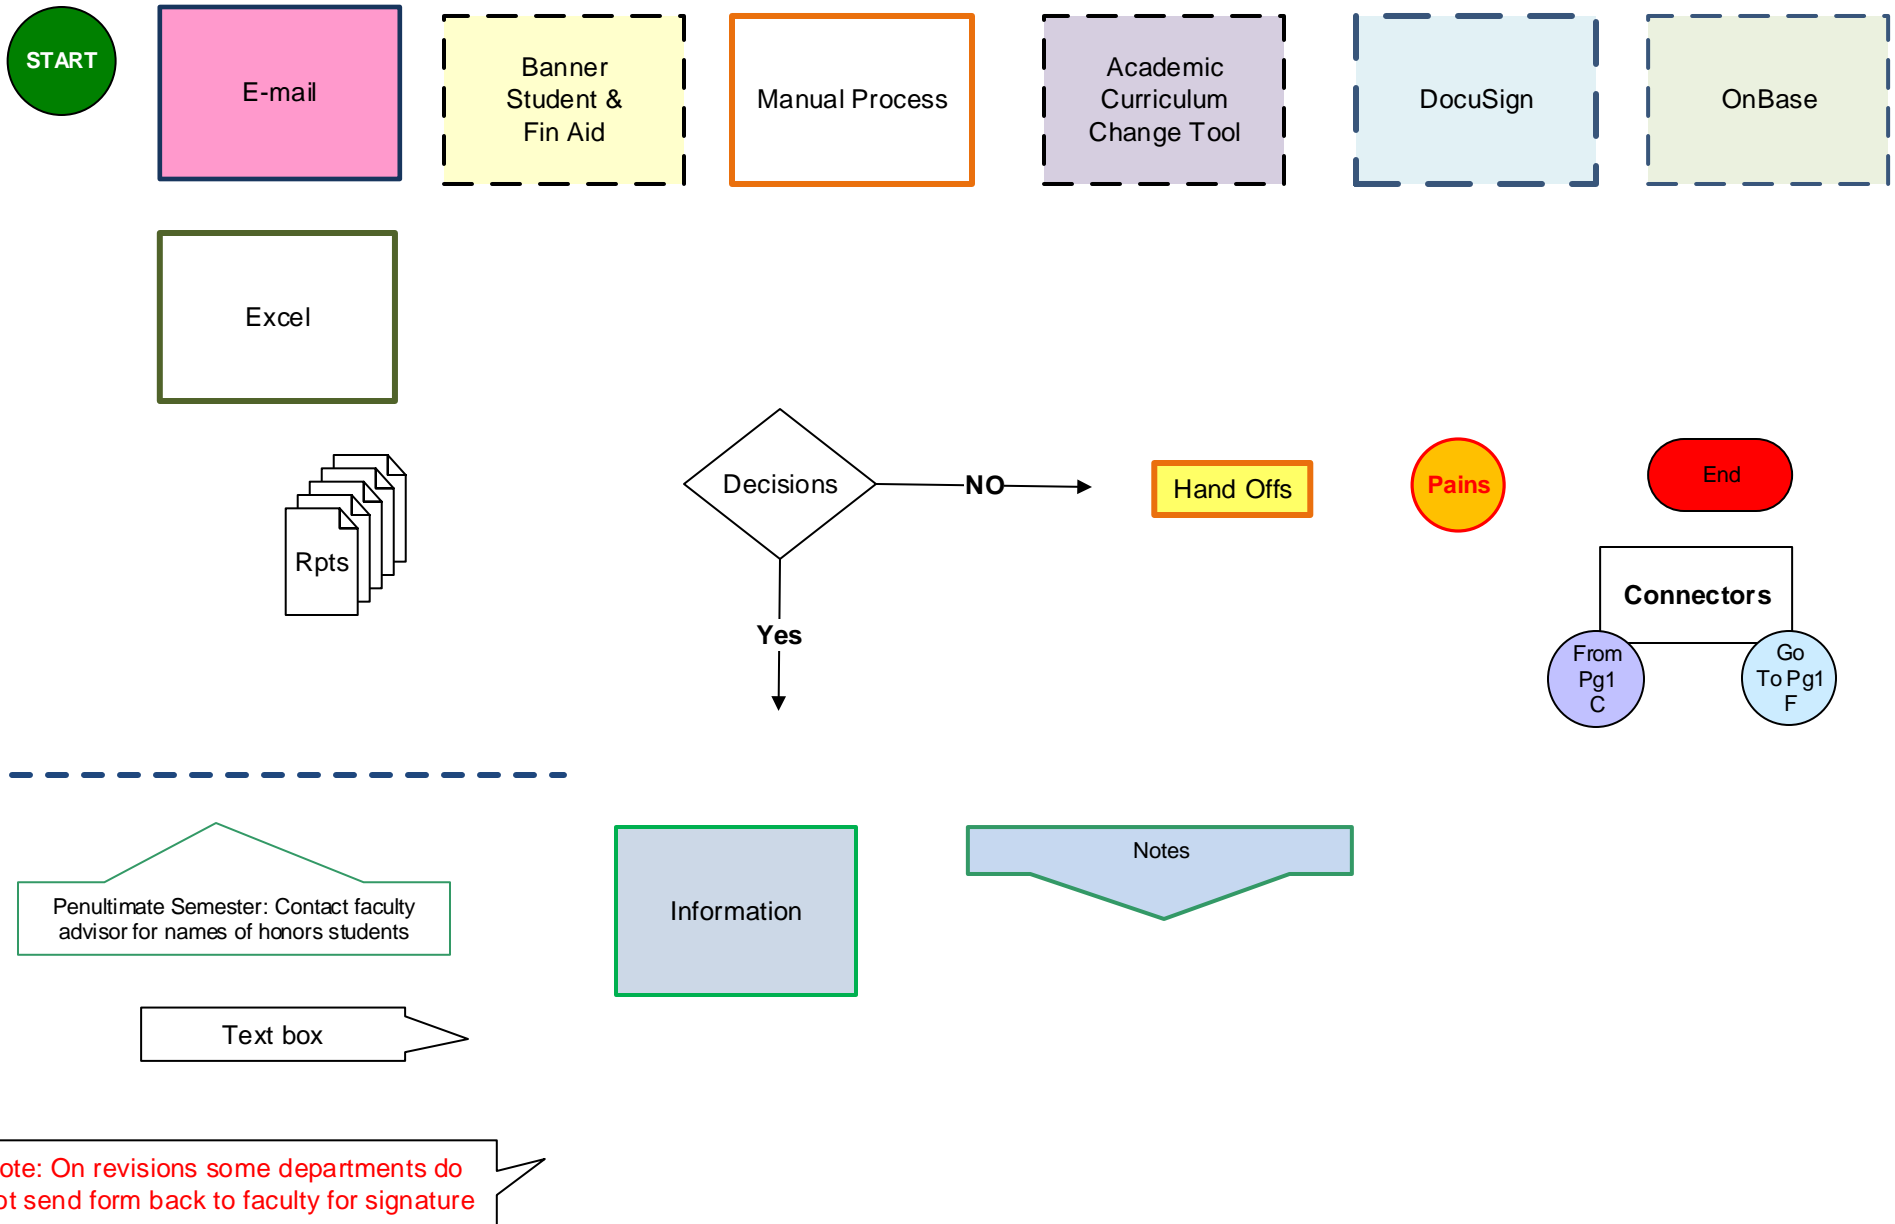 START
E-mail
Banner
Student &
Fin Aid
Manual Process
Academic
Curriculum
Change Tool
DocuSign
OnBase
Excel
Rpts
Decisions
NO
Yes
Hand Offs
Pains
End
Connectors
From
Pg1
C
Go
To Pg1
F
Penultimate Semester: Contact faculty
advisor for names of honors students
Information
Notes
Text box
ote: On revisions some departments do
ot send form back to faculty for signature